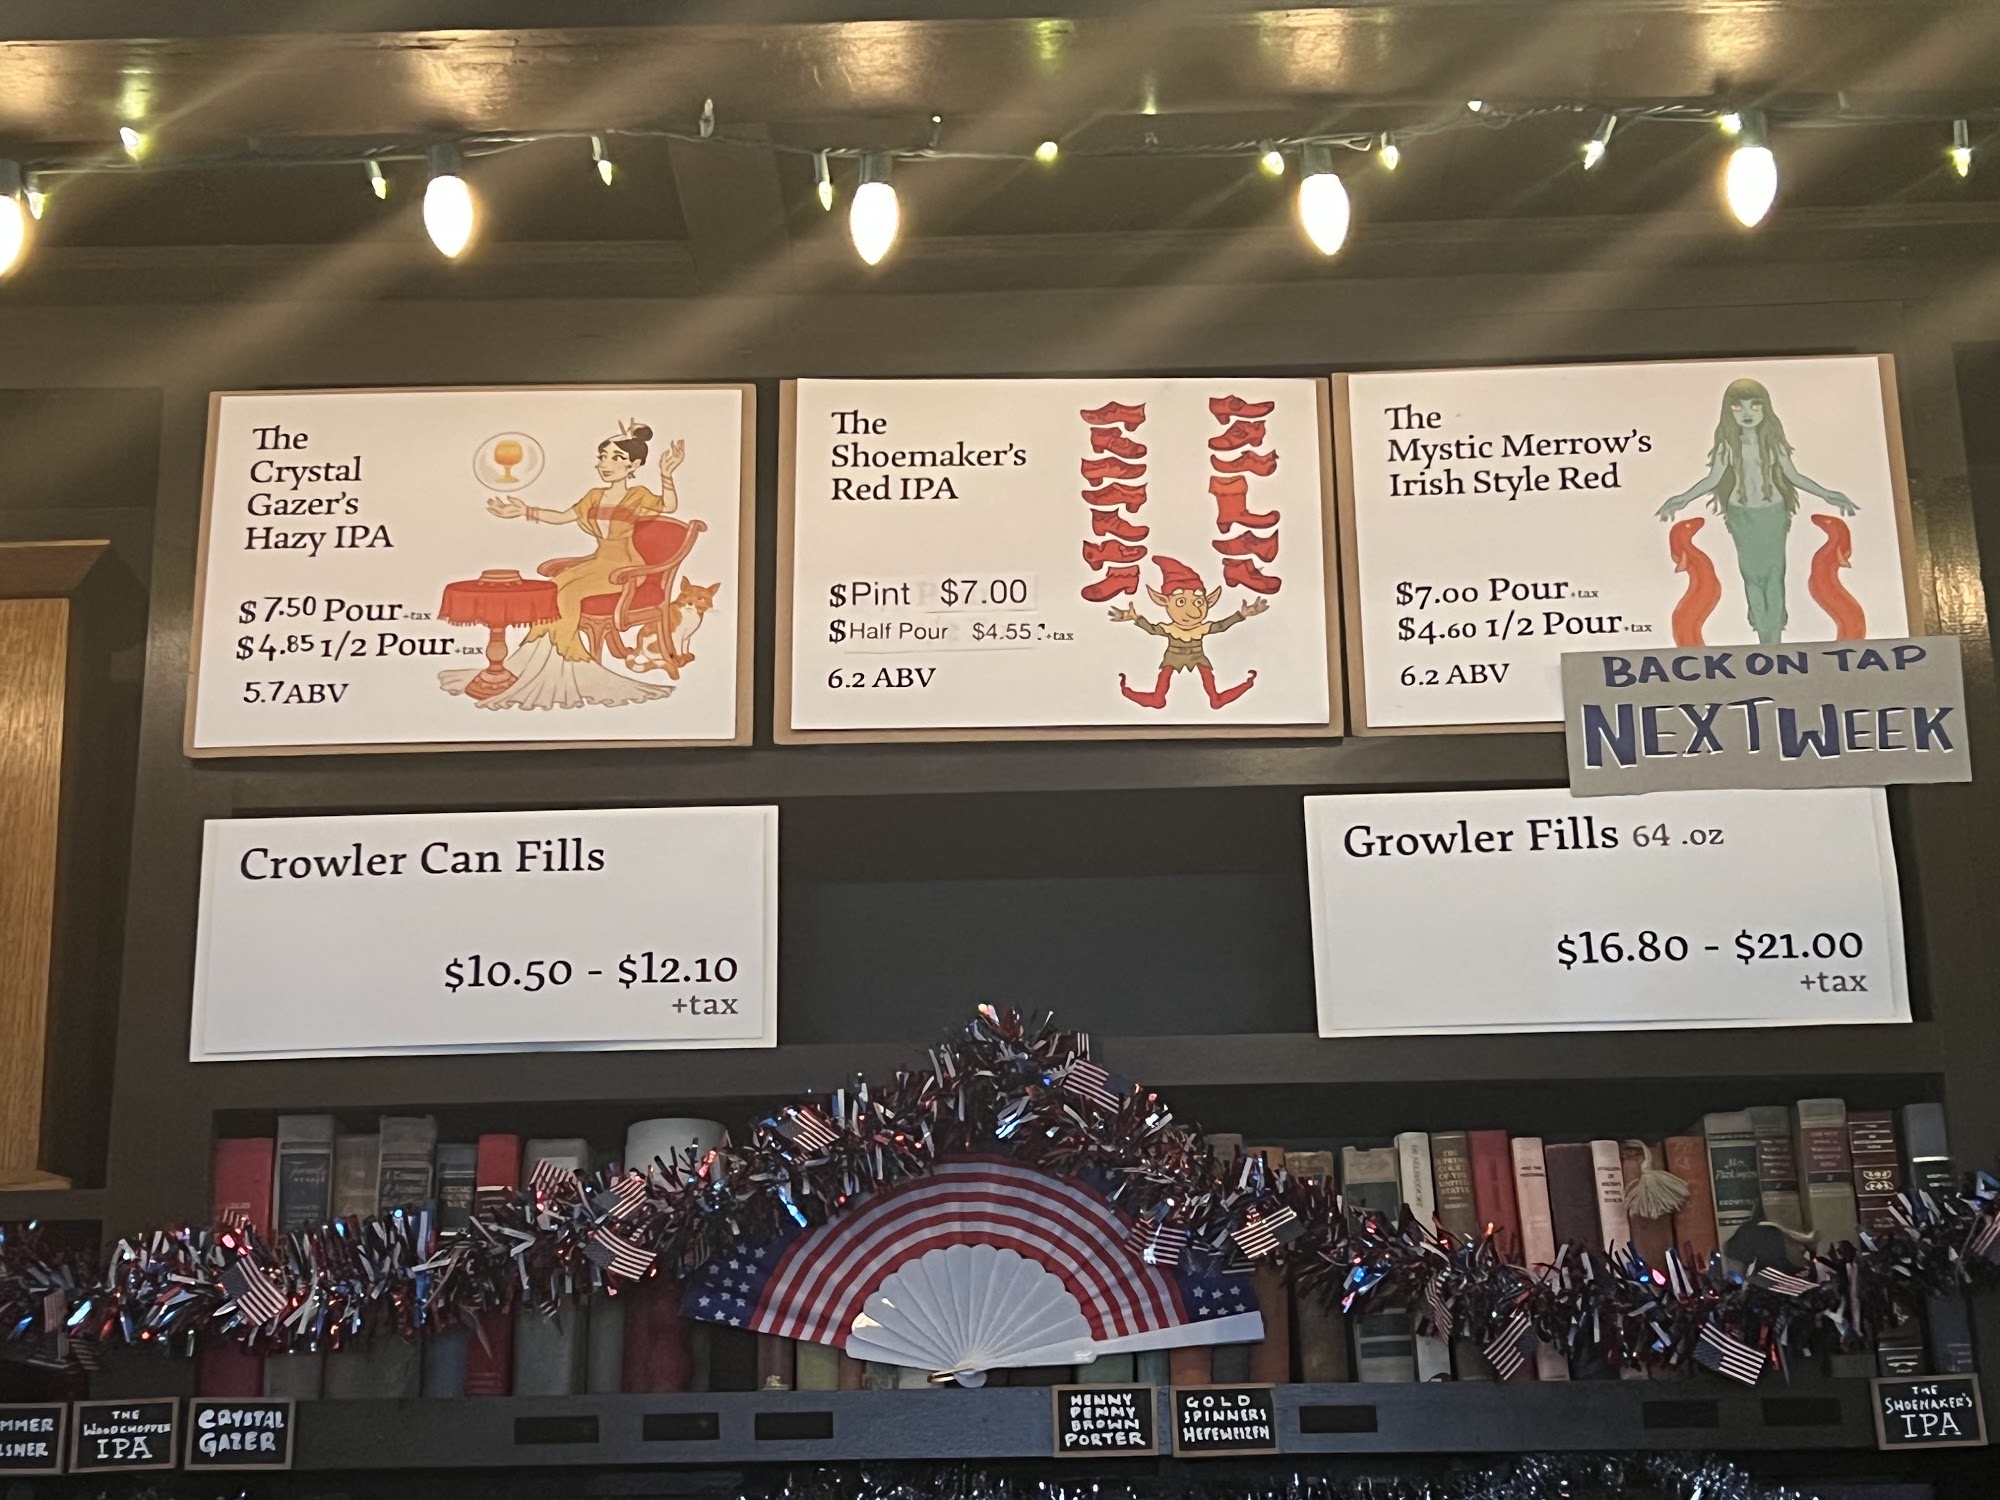 The
Crystal
Gazer's
Hazy IPA
$7.50 Pour +tax
$4.85 1/2 Pour +tax
5.7 ABV
The
Shoemaker's
Red IPA
$Pint $7.00
$Half Pour $4.55 +tax
6.2 ABV
The
Mystic Merrow's
Irish Style Red
$7.00 Pour +tax
$4.60 1/2 Pour +tax
6.2 ABV
BACK ON TAP
NEXT WEEK
Crowler Can Fills
$10.50 - $12.10
+tax
Growler Fills 64 .oz
$16.80 - $21.00
+tax
THE
WOODCHOPPER
IPA
CRYSTAL
GAZER
HENNY
PENNY
BROWN
PORTER
GOLD
SPINNERS
HEFEWEIZEN
THE
SHOEMAKER'S
IPA